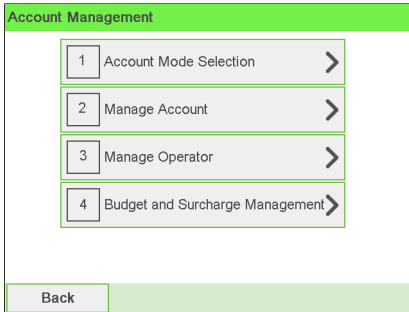 Account Management
1 Account Mode Selection
2 Manage Account
3 Manage Operator
4 Budget and Surcharge Management
Back